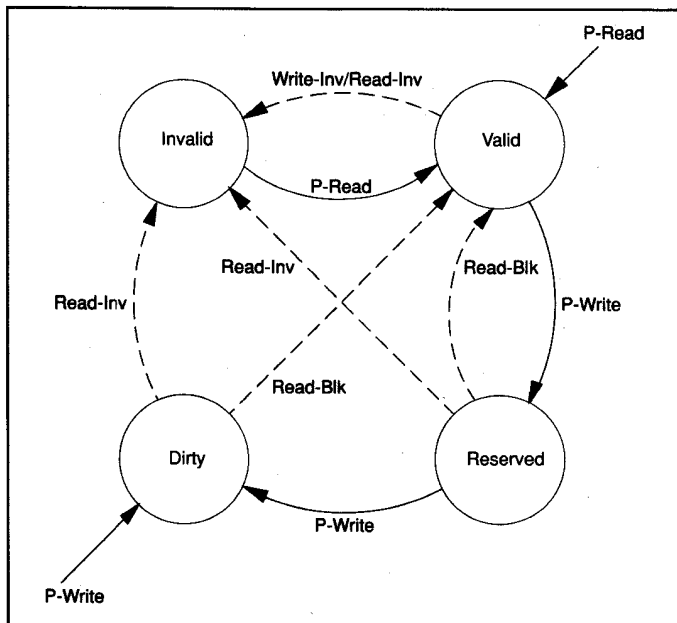 P-Read
Write-Inv/Read-Inv
Invalid
Valid
P-Read
Read-Inv
Read-Blk
Read-Inv
P-Write
Read-Blk
Dirty
Reserved
P-Write
P-Write